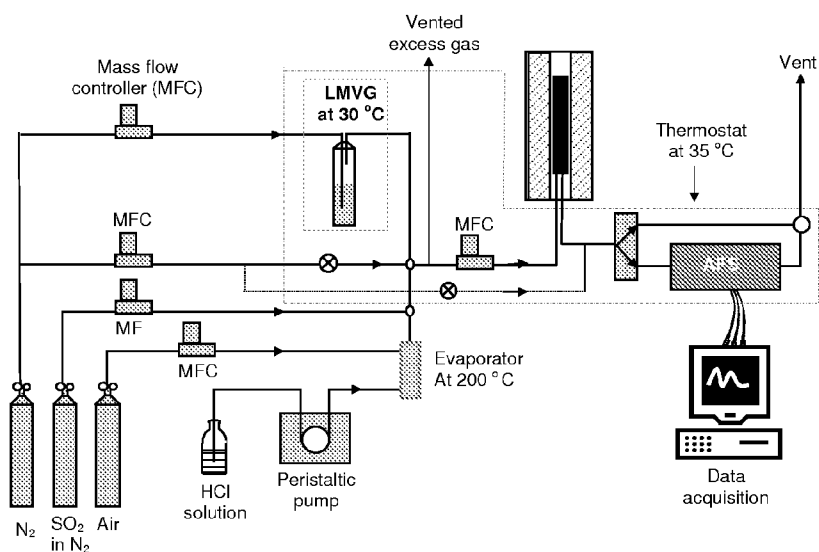 Vented
excess gas
Mass flow
controller (MFC)
LMVG
at 30 °C
Vent
Thermostat
at 35 °C
MFC
MFC
AFS
MF
MFC
Evaporator
At 200 °C
HCl
solution
Peristaltic
pump
Data
acquisition
N₂
SO₂
in N₂
Air